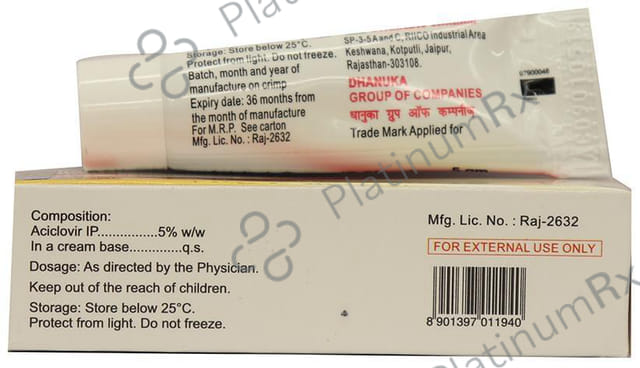 Storage: Store below 25°C.
Protect from light. Do not freeze.
Batch, month and year of
manufacture on crimp
Expiry date: 36 months from
the month of manufacture
For M.R.P. See carton
Mfg. Lic. No. : Raj-2632
SP-3-5A and C, RIICO Industrial Area
Keshwana, Kotputli, Jaipur,
Rajasthan-303108.
DHANUKA
GROUP OF COMPANIES
धानुका ग्रुप ऑफ कम्पनीज
Trade Mark Applied for
97900046
5 gm
Composition:
Aciclovir IP...............5% w/w
In a cream base.............q.s.
Dosage: As directed by the Physician.
Keep out of the reach of children.
Storage: Store below 25°C.
Protect from light. Do not freeze.
Mfg. Lic. No. : Raj-2632
FOR EXTERNAL USE ONLY
8 901397 011940
PlatinumRx
PlatinumRx
PlatinumRx